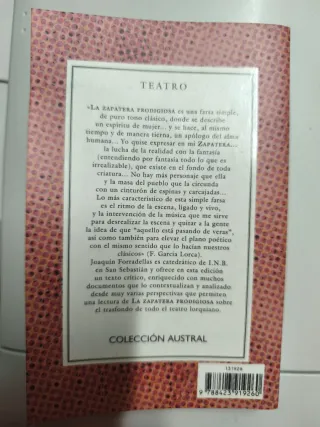 TEATRO
«LA ZAPATERA PRODIGIOSA es una farsa simple,
de puro tono clásico, donde se describe
un espíritu de mujer... y se hace, al mismo
tiempo y de manera tierna, un apólogo del alma
humana... Yo quise expresar en mi ZAPATERA...
la lucha de la realidad con la fantasía
(entendiendo por fantasía todo lo que es
irrealizable), que existe en el fondo de toda
criatura... No hay más personaje que ella
y la masa del pueblo que la circunda
con un cinturón de espinas y carcajadas...
Lo más característico de esta simple farsa
es el ritmo de la escena, ligado y vivo,
y la intervención de la música que me sirve
para desrealizar la escena y quitar a la gente
la idea de que "aquello está pasando de veras",
así como también para elevar el plano poético
con el mismo sentido que lo hacían nuestros
clásicos» (F. García Lorca).
Joaquín Forradellas es catedrático de I.N.B.
en San Sebastián y ofrece en esta edición
un texto crítico, enriquecido con muchos
documentos que lo contextualizan y analizado
desde muy varias perspectivas que permiten
una lectura de LA ZAPATERA PRODIGIOSA sobre
el trasfondo de todo el teatro lorquiano.
COLECCIÓN AUSTRAL
9 788423 919260